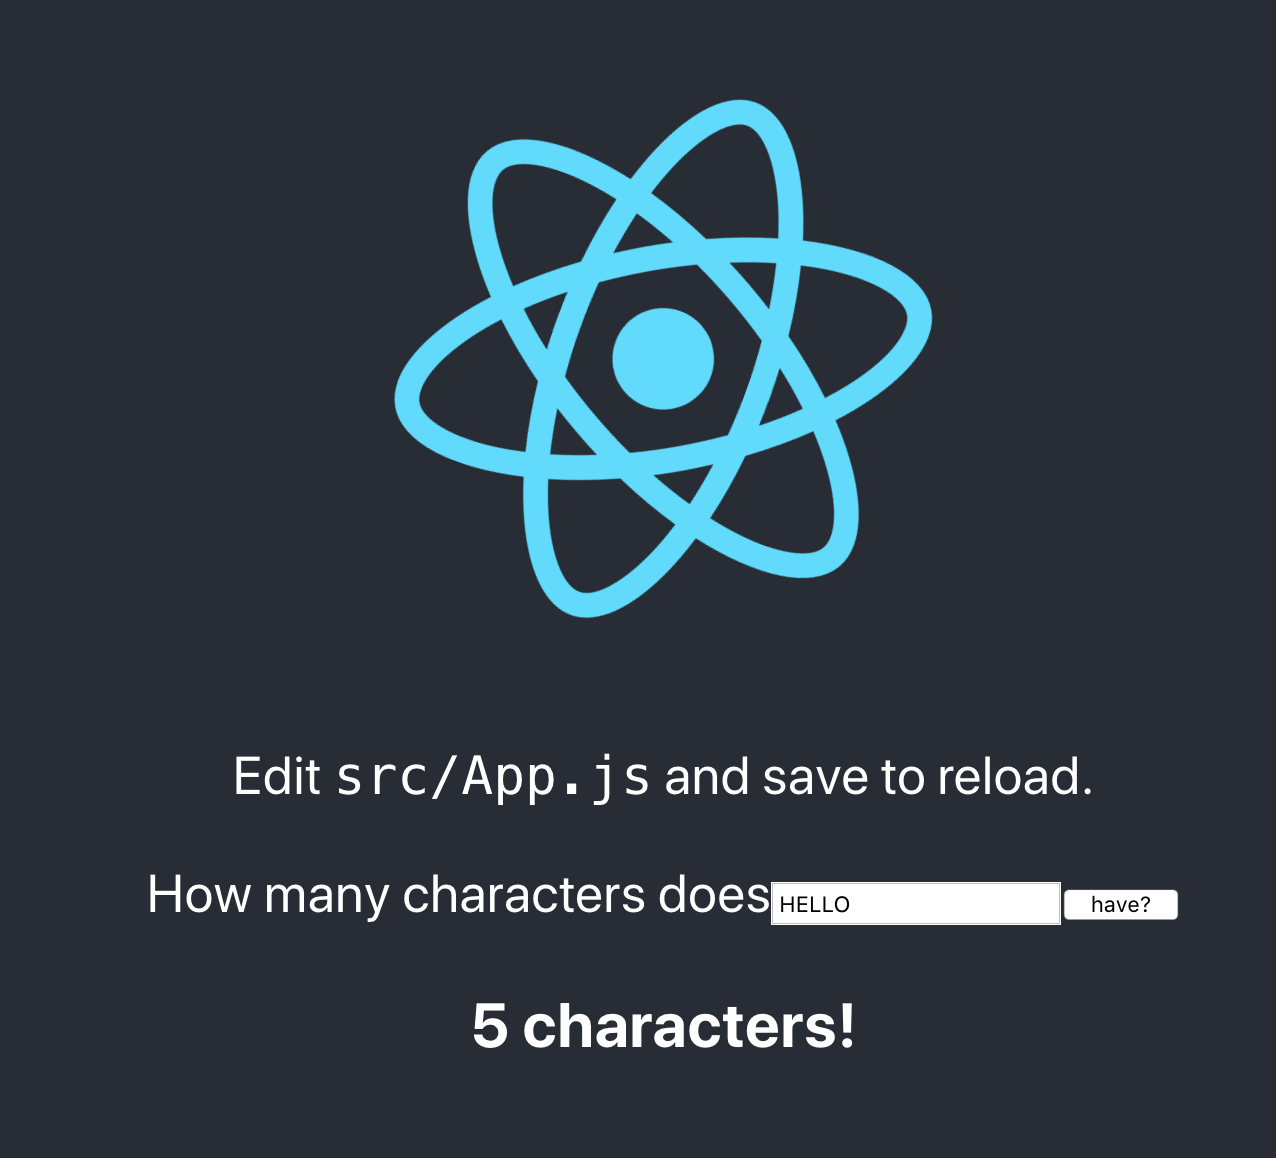 Edit src/App.js and save to reload.
How many characters does HELLO have?
5 characters!